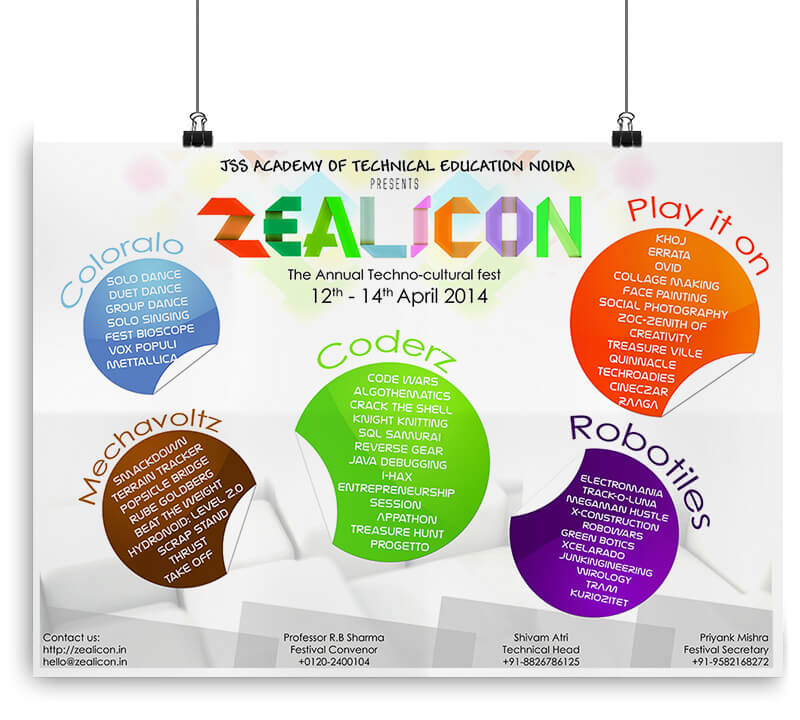 JSS ACADEMY OF TECHNICAL EDUCATION NOIDA
PRESENTS
ZEALICON
The Annual Techno-cultural fest
12th - 14th April 2014
Coloralo
SOLO DANCE
DUET DANCE
GROUP DANCE
SOLO SINGING
FEST BIOSCOPE
VOX POPULI
METTALLICA
Play it on
KHOJ
ERRATA
OVID
COLLAGE MAKING
FACE PAINTING
SOCIAL PHOTOGRAPHY
ZOC-ZENITH OF
CREATIVITY
TREASURE VILLE
QUINNACLE
TECHROADIES
CINECZAR
RAAGA
Coderz
CODE WARS
ALGOTHEMATICS
CRACK THE SHELL
KNIGHT KNITTING
SQL SAMURAI
REVERSE GEAR
JAVA DEBUGGING
I-HAX
ENTREPRENEURSHIP
SESSION
APPATHON
TREASURE HUNT
PROGETTO
Mechavoltz
SMACKDOWN
TERRAIN TRACKER
POPSICLE BRIDGE
RUBE GOLDBERG
BEAT THE WEIGHT
HYDRONOID: LEVEL 2.0
SCRAP STAND
THRUST
TAKE OFF
Robotiles
ELECTROMANIA
TRACK-O-LUNA
MEGAMAN HUSTLE
X-CONSTRUCTION
ROBOWARS
GREEN BOTICS
XCELARADO
JUNKINGINEERING
WIROLOGY
TRAM
KURIOZITET
Contact us:
http://zealicon.in
hello@zealicon.in
Professor R.B Sharma
Festival Convenor
+0120-2400104
Shivam Atri
Technical Head
+91-8826786125
Priyank Mishra
Festival Secretary
+91-9582168272